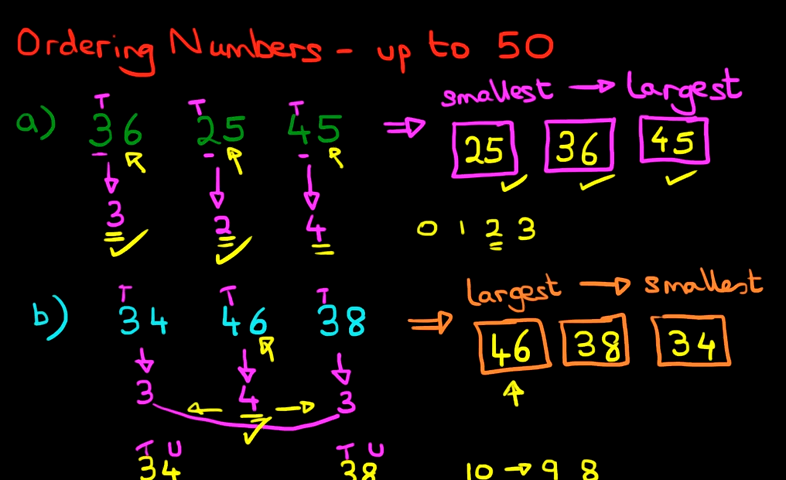 Ordering Numbers - up to 50
smallest → largest
T T T
a) 36 25 45 ⇒ 25 36 45
3 2 4
0 1 2 3
largest → smallest
T T T
b) 34 46 38 ⇒ 46 38 34
3 4 3
T U T U
34 38 10 → 9 8